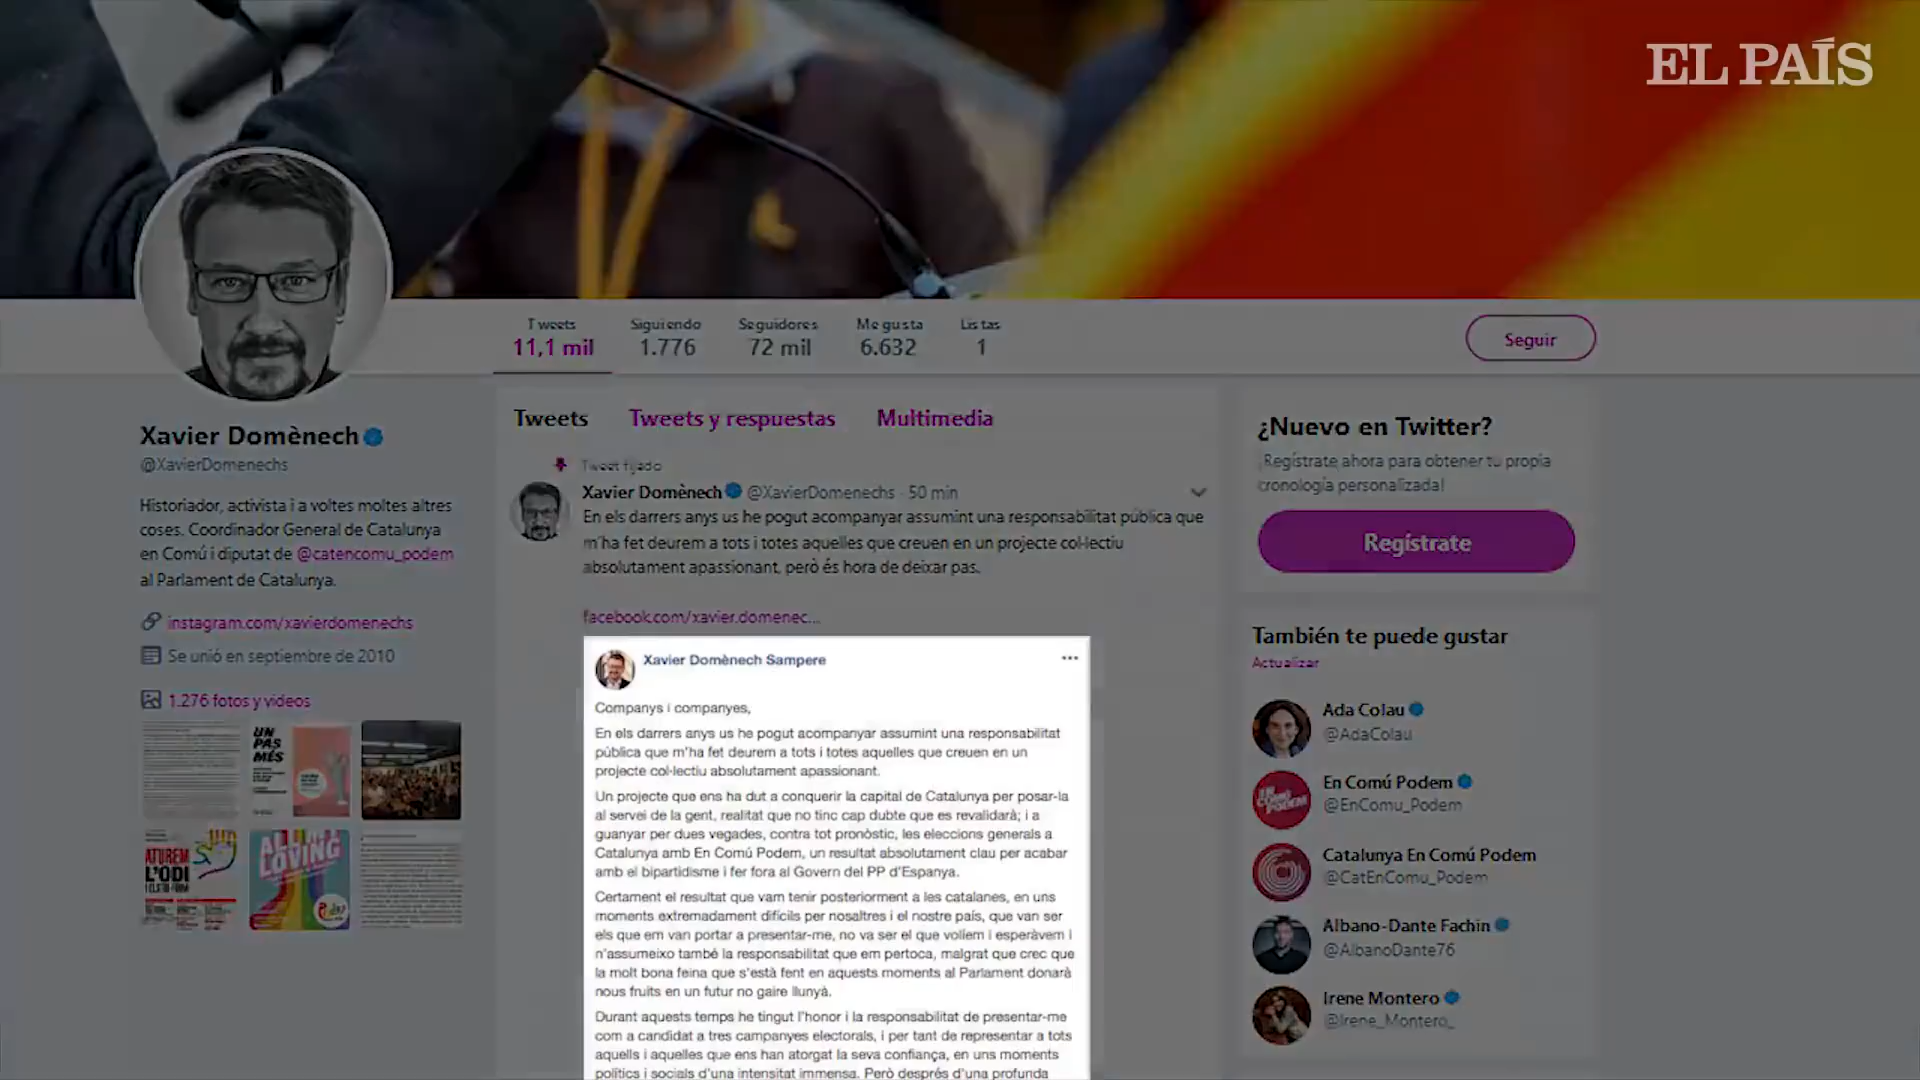 EL PAÍS
Tweets
11,1 mil
Siguiendo
1.776
Seguidores
72 mil
Me gusta
6.632
Listas
1
Seguir
Xavier Domènech
@XavierDomenechs
Historiador, activista i a voltes moltes altres
coses. Coordinador General de Catalunya
en Comú i diputat de @catencomu_podem
al Parlament de Catalunya.
instagram.com/xavierdomenechs
Se unió en septiembre de 2010
1.276 fotos y videos
UN
PAS
MÉS
ATUREM
L'ODI
ALL
LOVING
Tweets
Tweets y respuestas
Multimedia
Tweet fijado
Xavier Domènech @XavierDomenechs · 50 min
En els darrers anys us he pogut acompanyar assumint una responsabilitat pública que
m'ha fet deurem a tots i totes aquelles que creuen en un projecte col·lectiu
absolutament apassionant, però és hora de deixar pas.
facebook.com/xavier.domenec...
Xavier Domènech Sampere
Companys i companyes,
En els darrers anys us he pogut acompanyar assumint una responsabilitat
pública que m'ha fet deurem a tots i totes aquelles que creuen en un
projecte col·lectiu absolutament apassionant.
Un projecte que ens ha dut a conquerir la capital de Catalunya per posar-la
al servei de la gent, realitat que no tinc cap dubte que es revalidarà; i a
guanyar per dues vegades, contra tot pronòstic, les eleccions generals a
Catalunya amb En Comú Podem, un resultat absolutament clau per acabar
amb el bipartidisme i fer fora al Govern del PP d'Espanya.
Certament el resultat que vam tenir posteriorment a les catalanes, en uns
moments extremadament difícils per nosaltres i el nostre país, que van ser
els que em van portar a presentar-me, no va ser el que volíem i esperàvem i
n'assumeixo també la responsabilitat que em pertoca, malgrat que crec que
la molt bona feina que s'està fent en aquests moments al Parlament donarà
nous fruits en un futur no gaire llunyà.
Durant aquests temps he tingut l'honor i la responsabilitat de presentar-me
com a candidat a tres campanyes electorals, i per tant de representar a tots
aquells i aquelles que ens han atorgat la seva confiança, en uns moments
polítics i socials d'una intensitat immensa. Però després d'una profunda
¿Nuevo en Twitter?
¡Regístrate ahora para obtener tu propia
cronología personalizada!
Regístrate
También te puede gustar
Actualizar
Ada Colau
@AdaColau
En Comú Podem
@EnComu_Podem
Catalunya En Comú Podem
@CatEnComu_Podem
Albano-Dante Fachin
@AlbanoDante76
Irene Montero
@Irene_Montero_